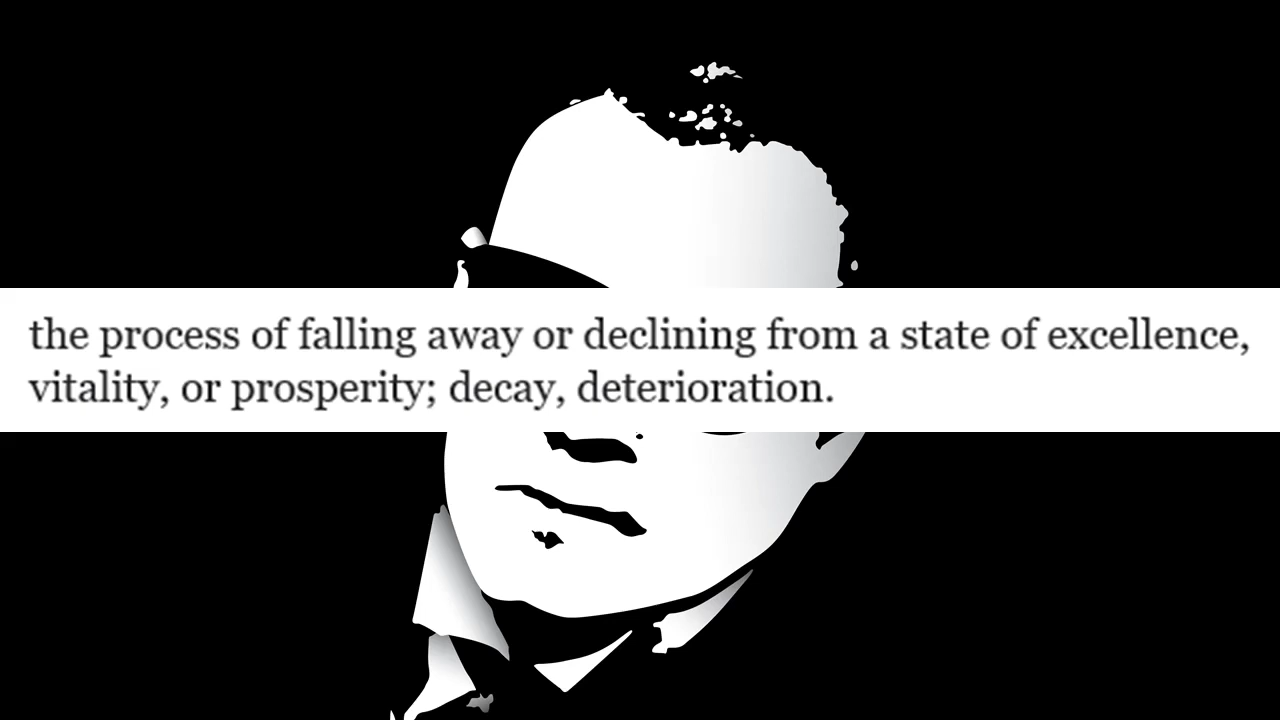 the process of falling away or declining from a state of excellence,
vitality, or prosperity; decay, deterioration.